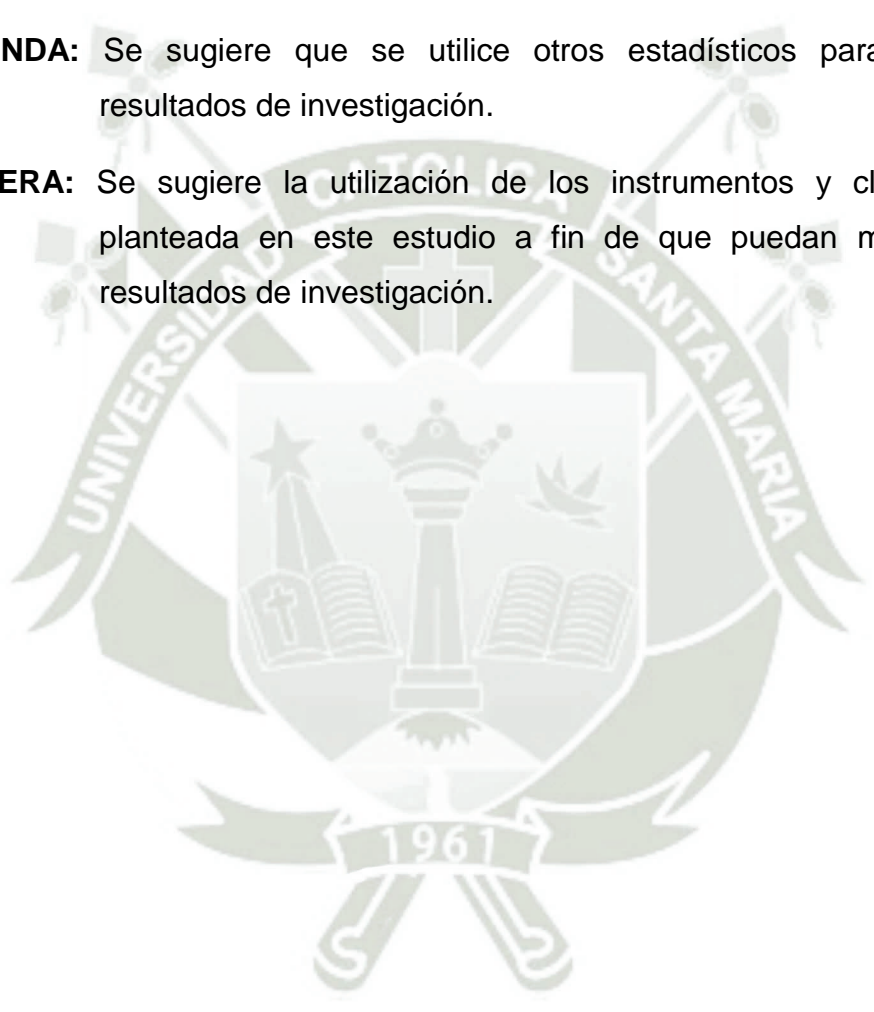 NDA: Se sugiere que se utilice otros estadísticos para
resultados de investigación.
ERA: Se sugiere la utilización de los instrumentos y cl
planteada en este estudio a fin de que puedan m
resultados de investigación.
UNIVERSIDAD CATOLICA SANTA MARIA
1961